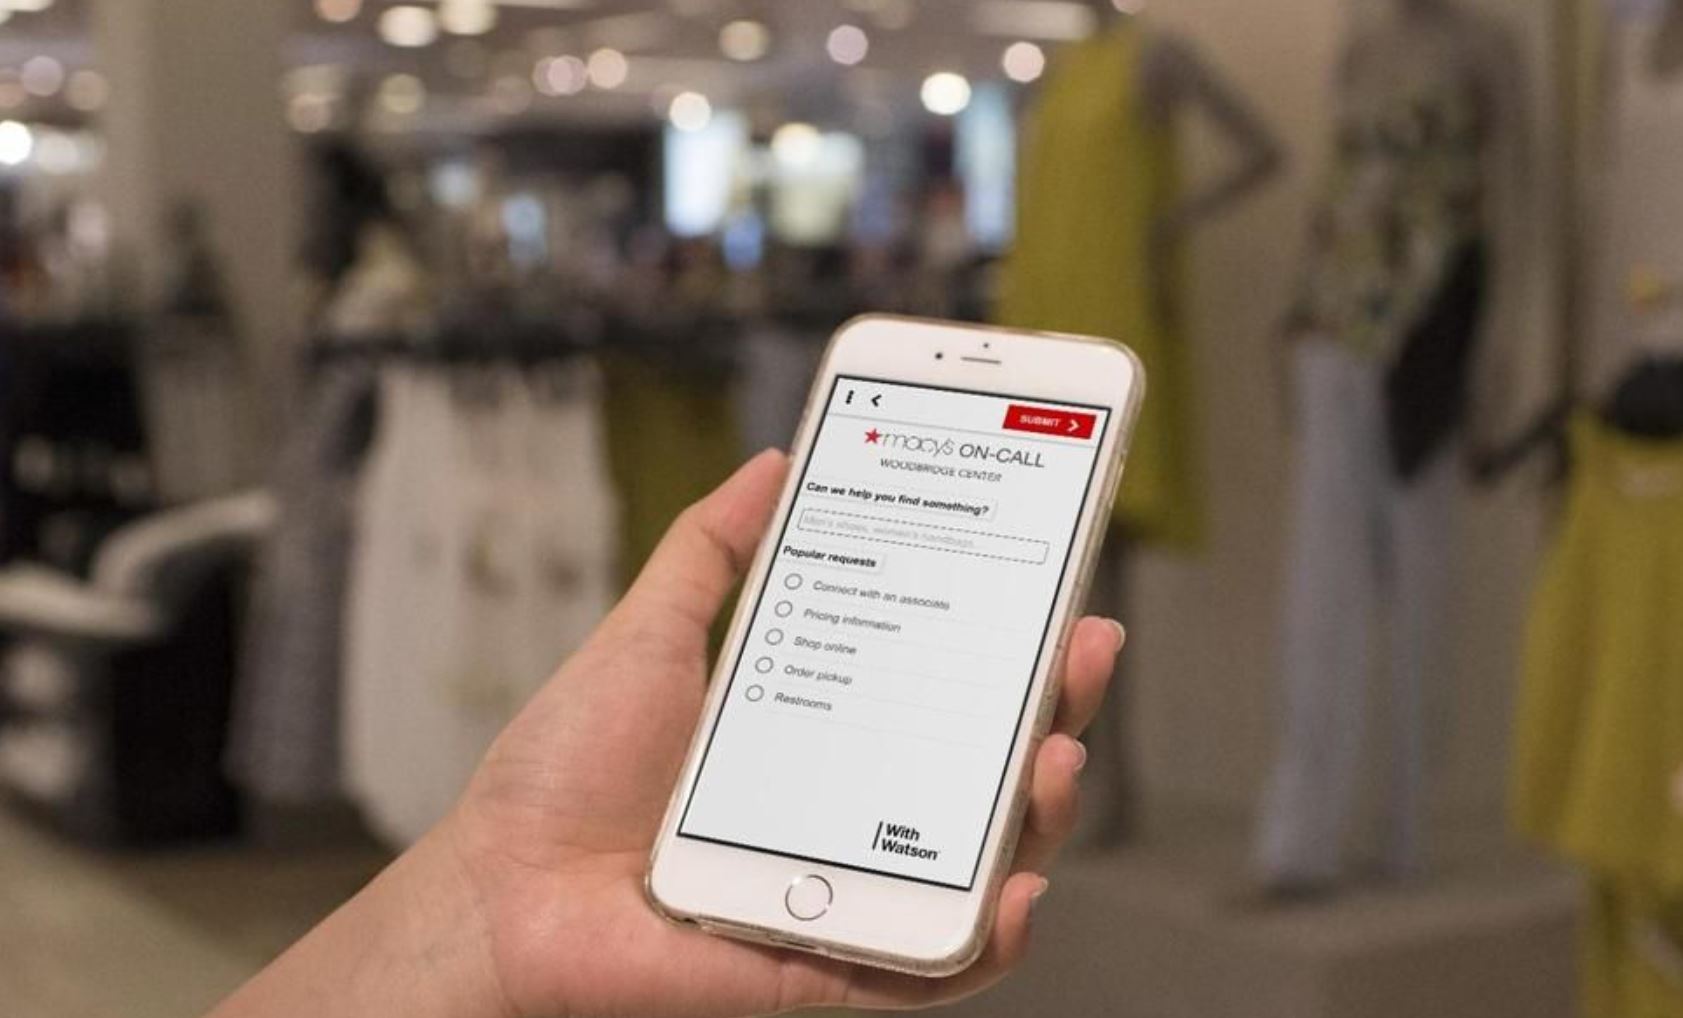 SUBMIT
macy's ON-CALL
WOODBRIDGE CENTER
Can we help you find something?
Men's shoes, women's handbags...
Popular requests
Connect with an associate
Pricing information
Shop online
Order pickup
Restrooms
With
Watson